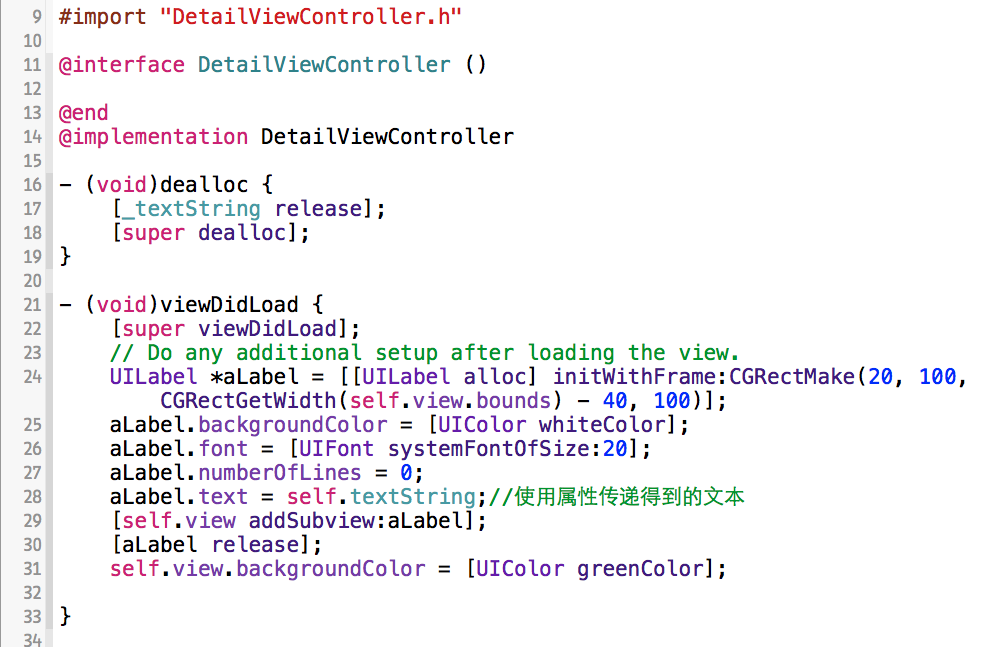 9 #import "DetailViewController.h"
10
11 @interface DetailViewController ()
12
13 @end
14 @implementation DetailViewController
15
16 - (void)dealloc {
17     [_textString release];
18     [super dealloc];
19 }
20
21 - (void)viewDidLoad {
22     [super viewDidLoad];
23     // Do any additional setup after loading the view.
24     UILabel *aLabel = [[UILabel alloc] initWithFrame:CGRectMake(20, 100,
        CGRectGetWidth(self.view.bounds) - 40, 100)];
25     aLabel.backgroundColor = [UIColor whiteColor];
26     aLabel.font = [UIFont systemFontOfSize:20];
27     aLabel.numberOfLines = 0;
28     aLabel.text = self.textString;//使用属性传递得到的文本
29     [self.view addSubview:aLabel];
30     [aLabel release];
31     self.view.backgroundColor = [UIColor greenColor];
32
33 }
34